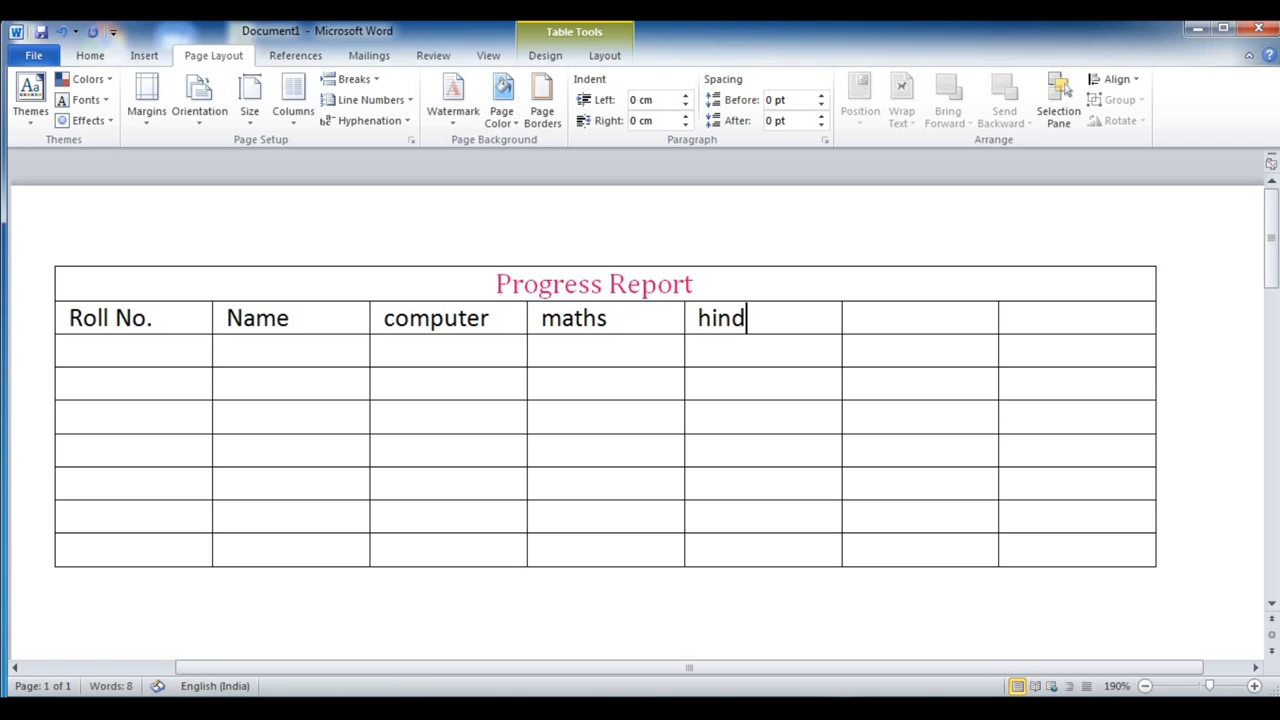 Document1 - Microsoft Word
Table Tools
File Home Insert Page Layout References Mailings Review View Design Layout
Themes Colors Fonts Effects
Themes
Margins Orientation Size Columns Breaks Line Numbers Hyphenation
Page Setup
Watermark Page Color Page Borders
Page Background
Indent Spacing
Left: 0 cm Before: 0 pt
Right: 0 cm After: 0 pt
Paragraph
Position Wrap Text Bring Forward Send Backward Selection Pane Align Group Rotate
Arrange
Progress Report
Roll No. Name computer maths hind
Page: 1 of 1 Words: 8 English (India) 190%